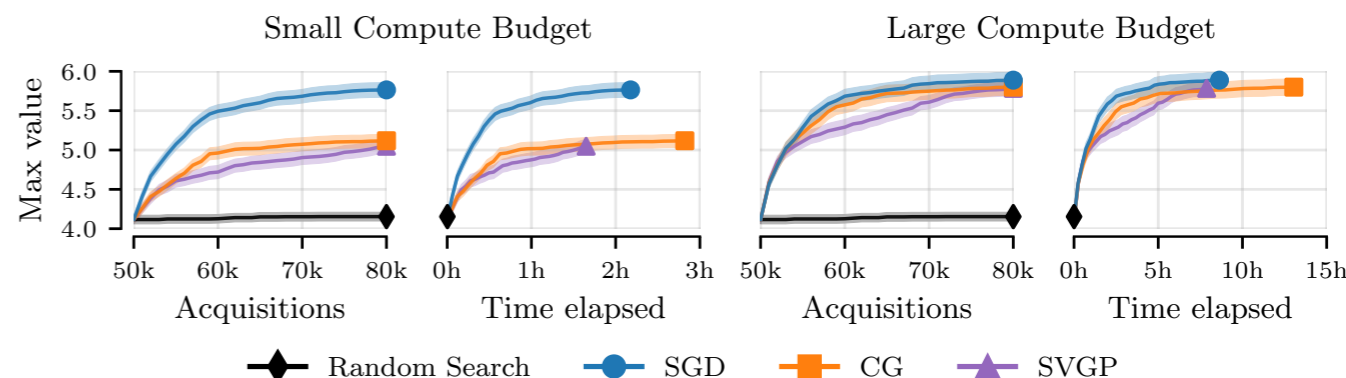 Small Compute Budget Large Compute Budget
Max value
6.0
5.5
5.0
4.5
4.0
50k 60k 70k 80k 0h 1h 2h 3h 50k 60k 70k 80k 0h 5h 10h 15h
Acquisitions Time elapsed Acquisitions Time elapsed
Random Search SGD CG SVGP